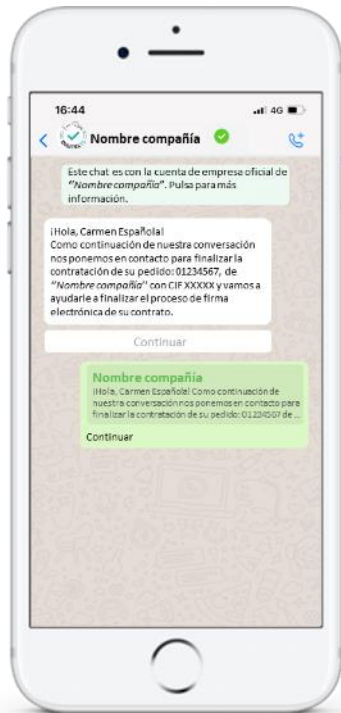 16:44
4G
Nombre compañía
Este chat es con la cuenta de empresa oficial de
"Nombre compañía". Pulsa para más
información.
¡Hola, Carmen Española!
Como continuación de nuestra conversación
nos ponemos en contacto para finalizar la
contratación de su pedido: 01234567, de
"Nombre compañía" con CIF XXXXX y vamos a
ayudarle a finalizar el proceso de firma
electrónica de su contrato.
Continuar
Nombre compañía
¡Hola, Carmen Española! Como continuación de
nuestra conversación nos ponemos en contacto para
finalizar la contratación de su pedido: 01234567 de ...
Continuar